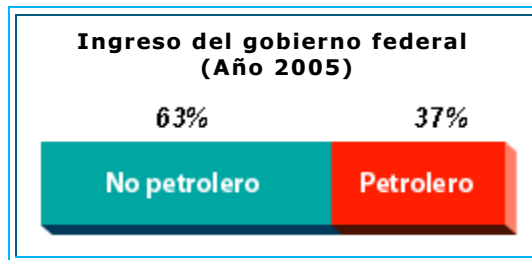 Ingreso del gobierno federal
(Año 2005)
63% 37%
No petrolero Petrolero